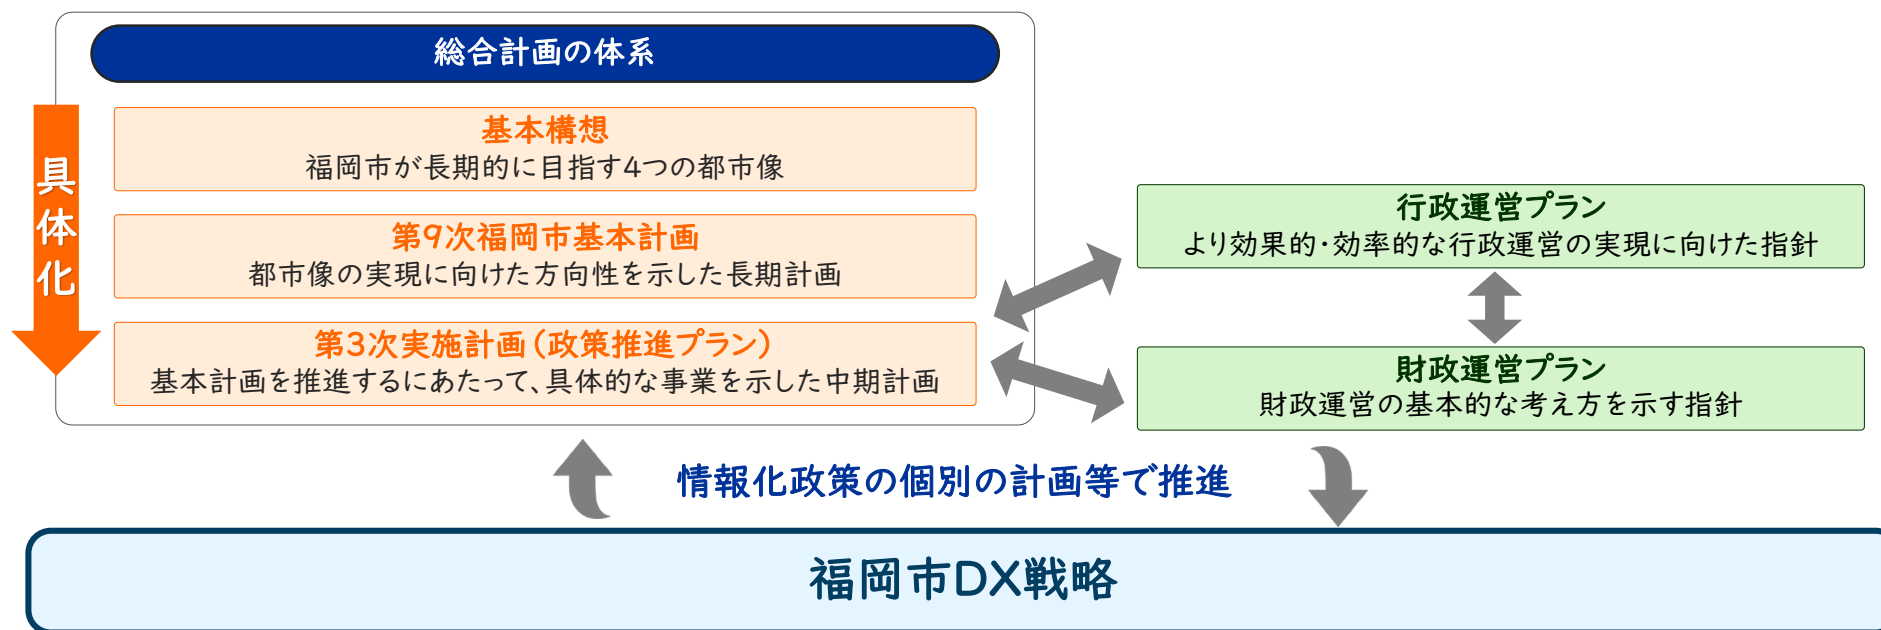 総合計画の体系
具体化
基本構想
福岡市が長期的に目指す4つの都市像
第9次福岡市基本計画
都市像の実現に向けた方向性を示した長期計画
第3次実施計画(政策推進プラン)
基本計画を推進するにあたって、具体的な事業を示した中期計画
行政運営プラン
より効果的・効率的な行政運営の実現に向けた指針
財政運営プラン
財政運営の基本的な考え方を示す指針
情報化政策の個別の計画等で推進
福岡市DX戦略